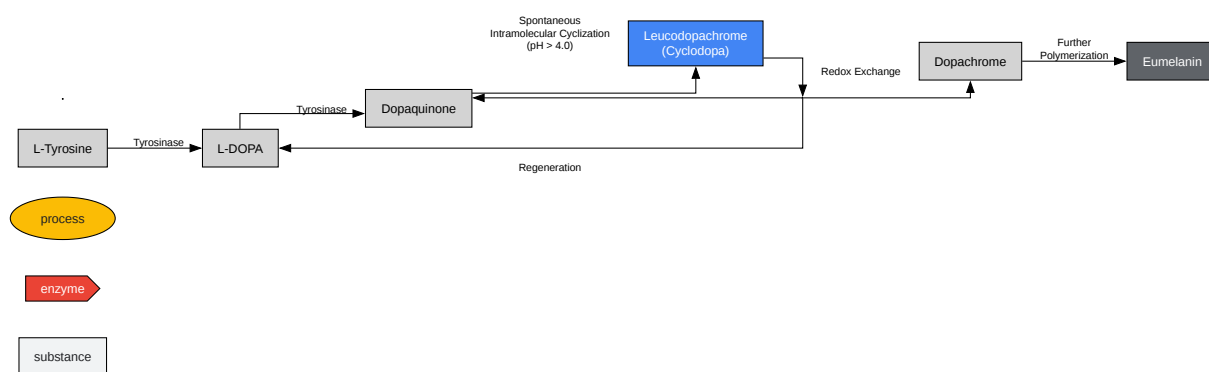 Spontaneous
Intramolecular Cyclization
(pH > 4.0)
Leucodopachrome
(Cyclodopa)
Redox Exchange
Dopachrome
Further
Polymerization
Eumelanin
.
Tyrosinase
Dopaquinone
L-Tyrosine
Tyrosinase
L-DOPA
Regeneration
process
enzyme
substance